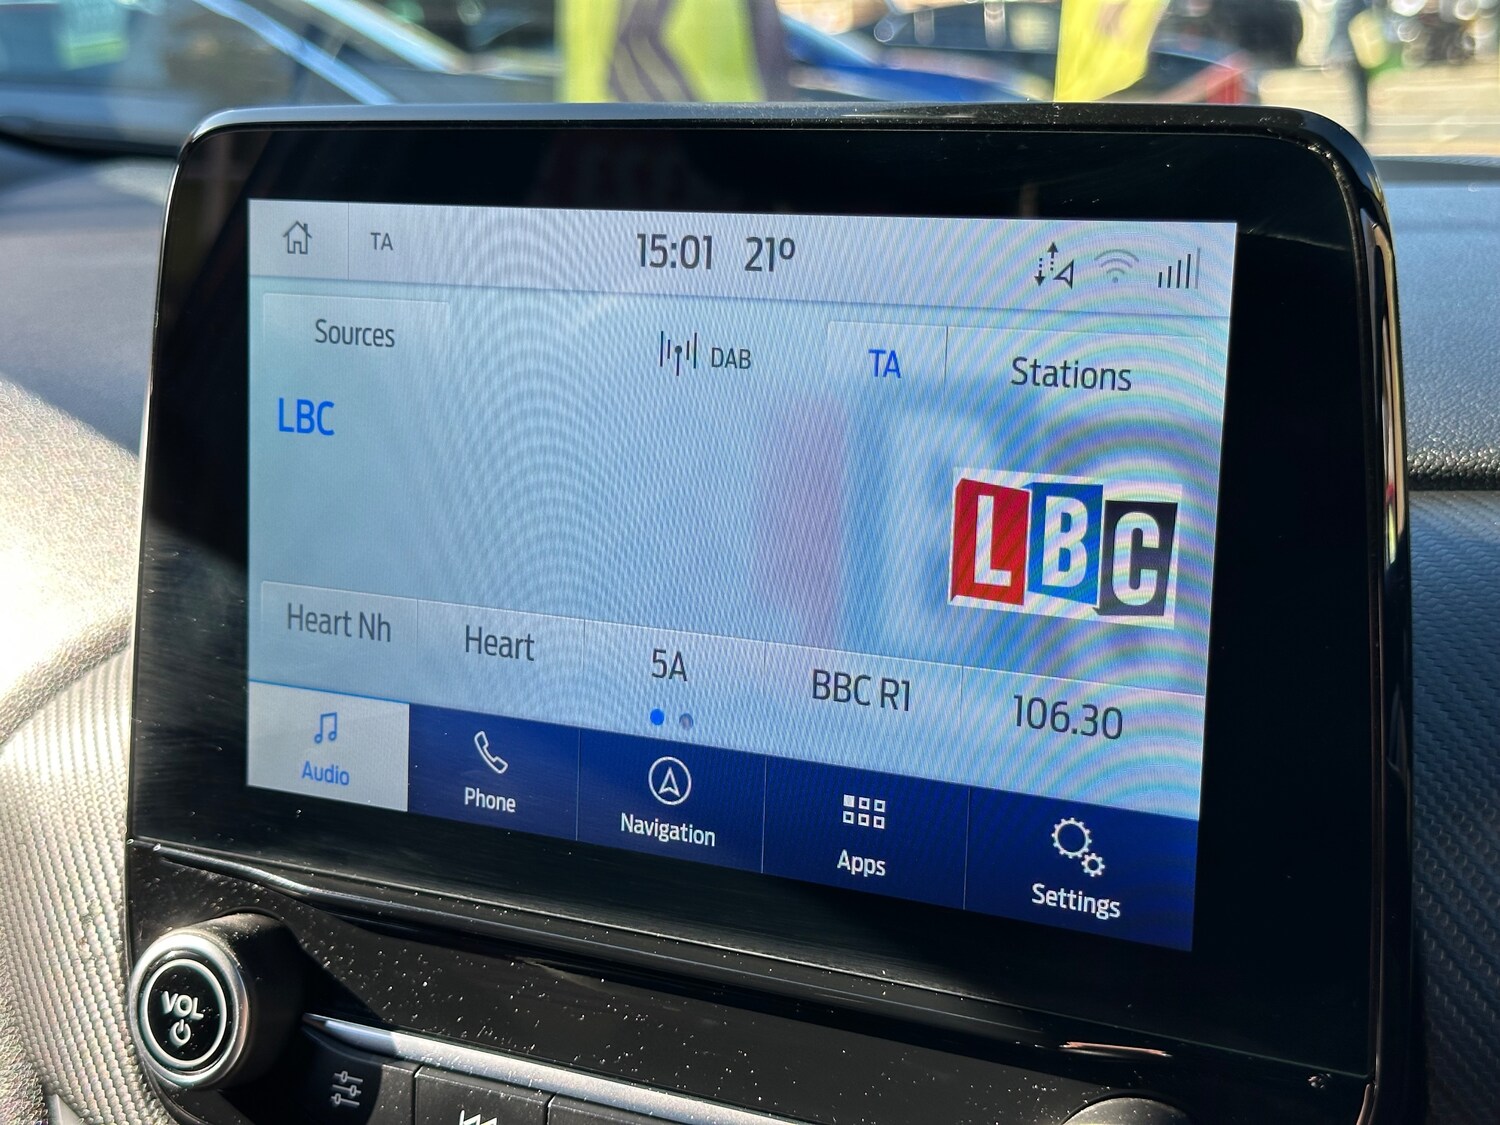 TA 15:01 21°
Sources DAB TA Stations
LBC
LBC
Heart Nh Heart 5A BBC R1 106.30
Audio Phone Navigation Apps Settings
VOL